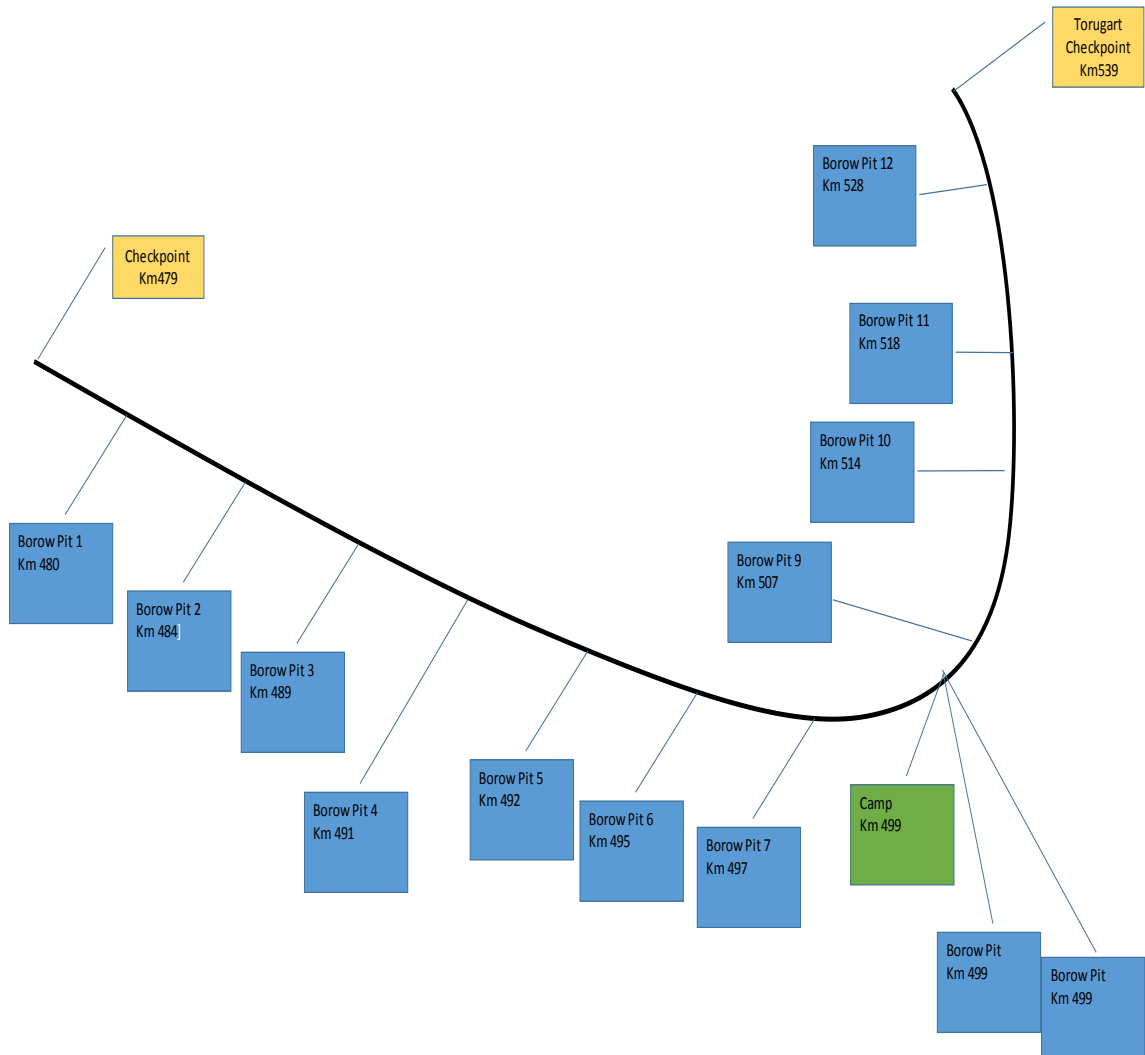 Torugart
Checkpoint
Km539
Borow Pit 12
Km 528
Checkpoint
Km479
Borow Pit 11
Km 518
Borow Pit 10
Km 514
Borow Pit 9
Km 507
Borow Pit 1
Km 480
Borow Pit 2
Km 484]
Borow Pit 3
Km 489
Borow Pit 4
Km 491
Borow Pit 5
Km 492
Borow Pit 6
Km 495
Borow Pit 7
Km 497
Camp
Km 499
Borow Pit
Km 499
Borow Pit
Km 499